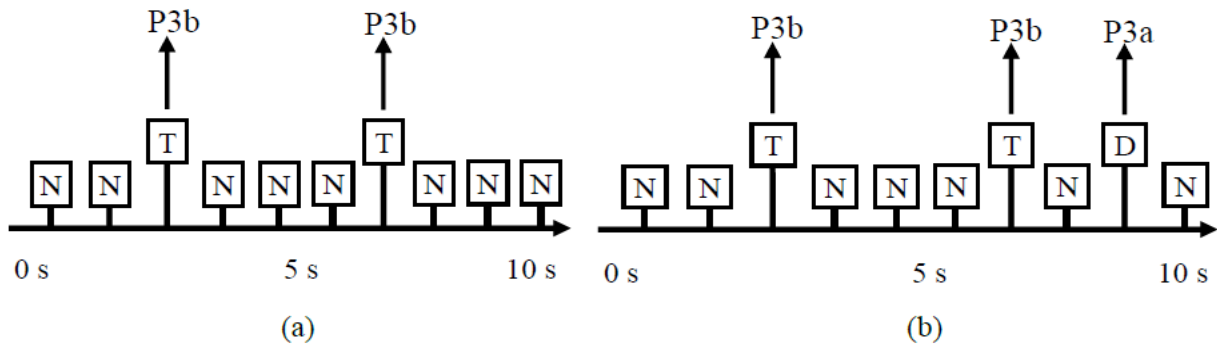 P3b P3b
T T
N N N N N N N N
0 s 5 s 10 s
(a)
P3b P3b P3a
T T D
N N N N N N N
0 s 5 s 10 s
(b)